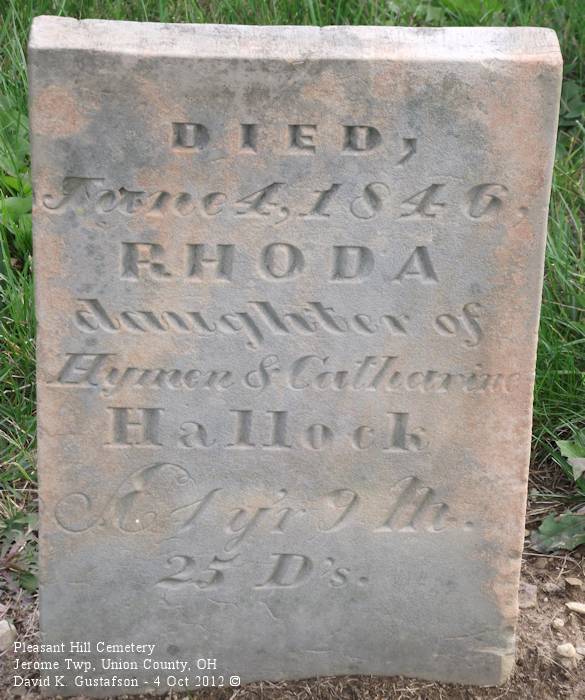 DIED,
June 4, 1846,
RHODA
daughter of
Hymen & Catharine
Hallock
Æ 1 y'r 9 M.
25 D's.
Pleasant Hill Cemetery
Jerome Twp, Union County, OH
David K. Gustafson - 4 Oct 2012 ©